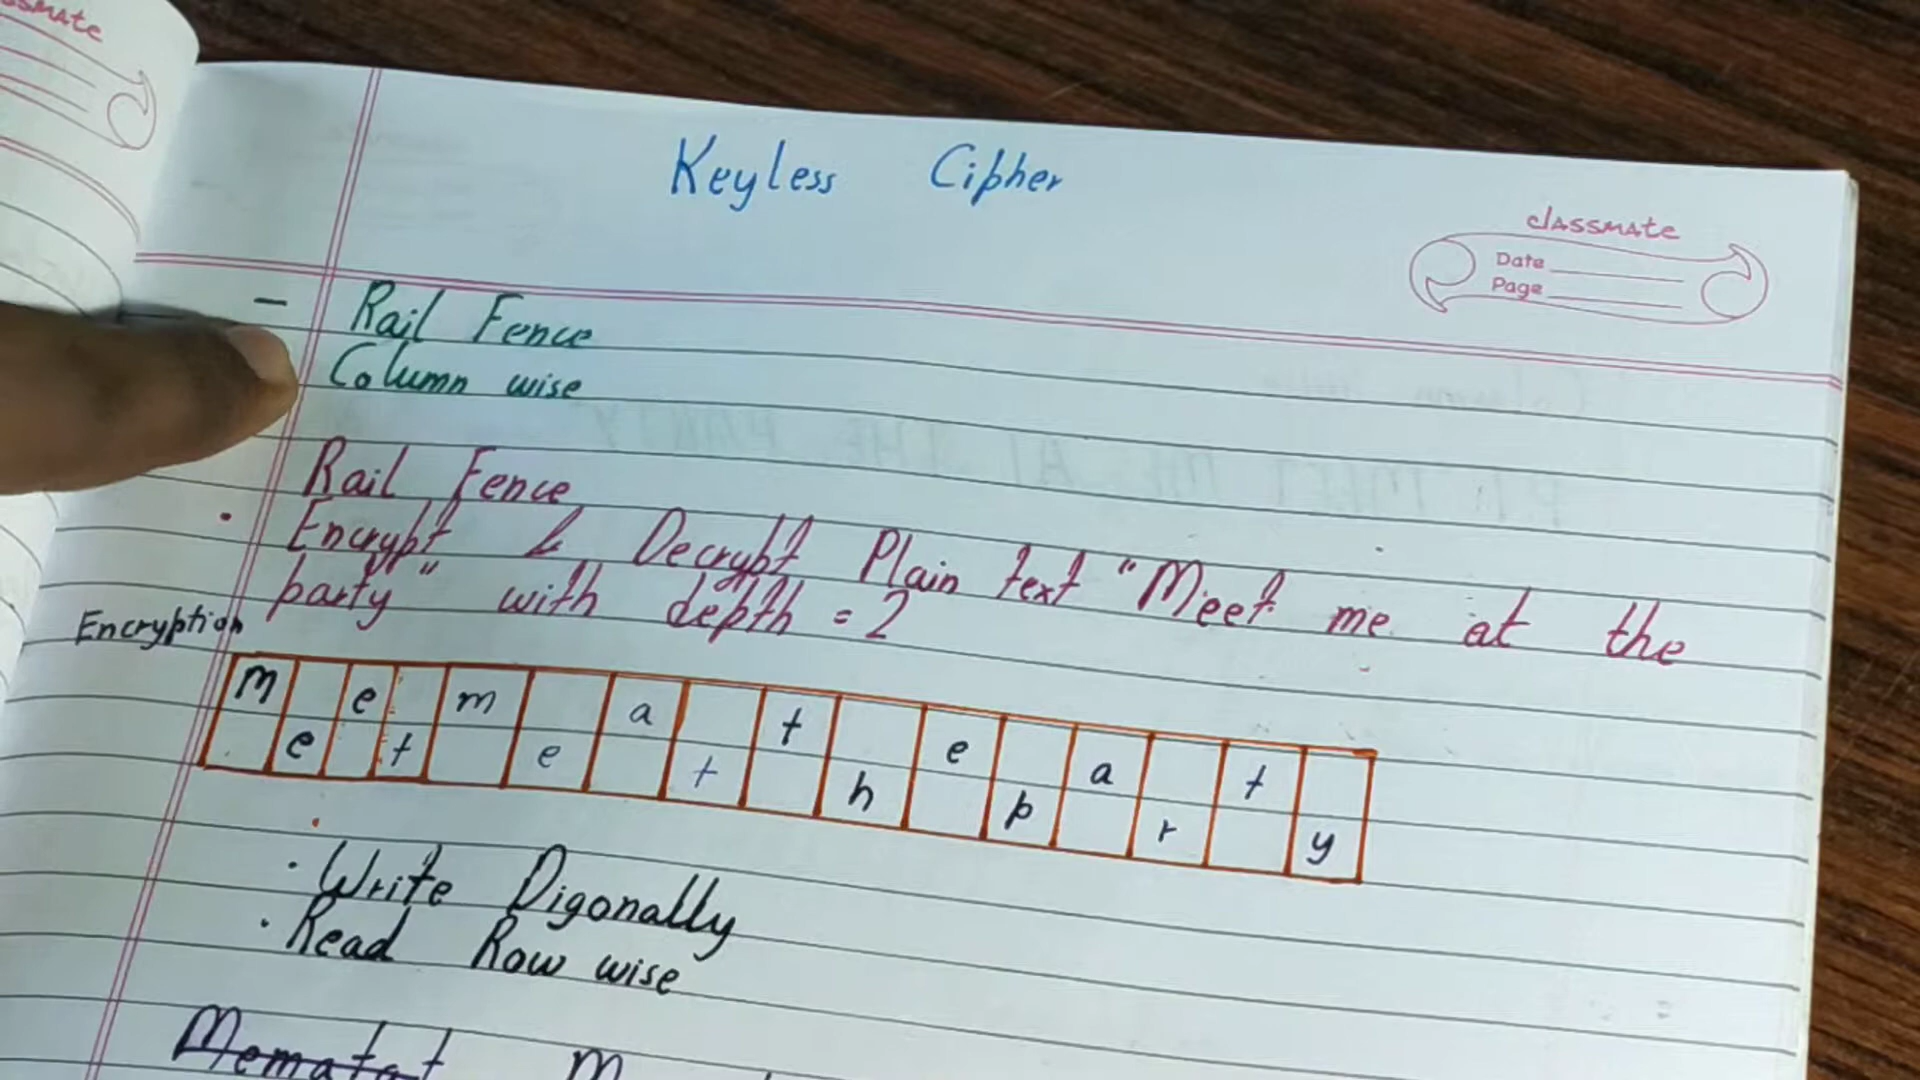 assmate
Keyless Cipher
classmate
Date
Page
- Rail Fence
Column wise
Rail Fence
Encrypt & Decrypt Plain text "Meet me at the
party" with depth = 2
Encryption
M e m a t e a t
e t e t h p r y
· Write Digonally
· Read Row wise